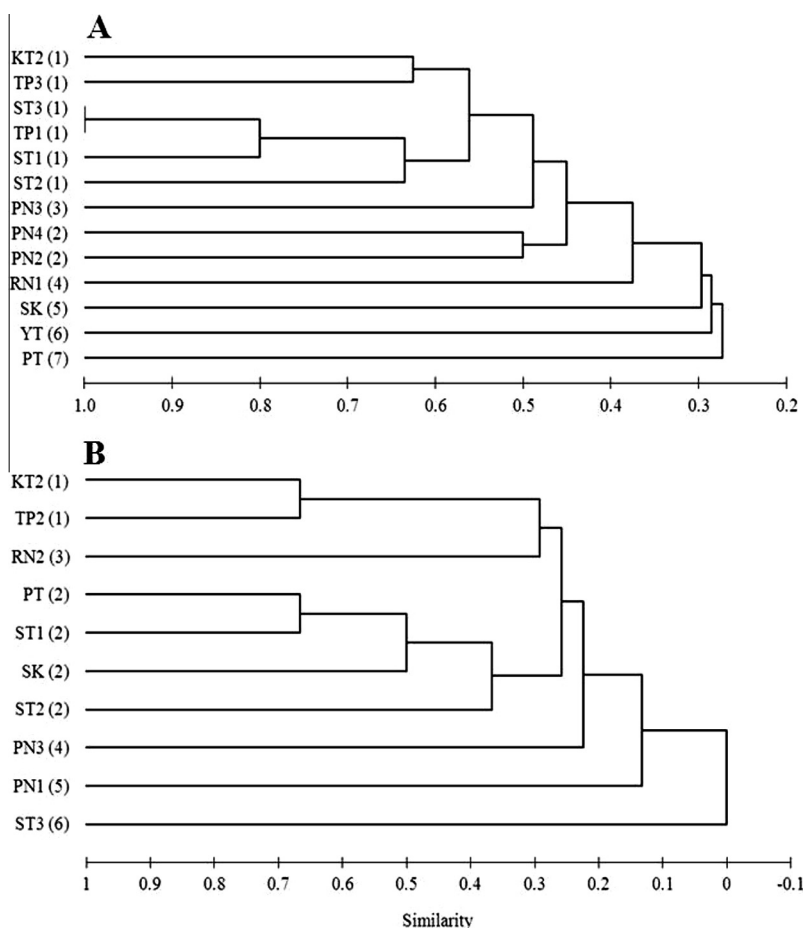 A
KT2 (1)
TP3 (1)
ST3 (1)
TP1 (1)
ST1 (1)
ST2 (1)
PN3 (3)
PN4 (2)
PN2 (2)
RN1 (4)
SK (5)
YT (6)
PT (7)
1.0 0.9 0.8 0.7 0.6 0.5 0.4 0.3 0.2
B
KT2 (1)
TP2 (1)
RN2 (3)
PT (2)
ST1 (2)
SK (2)
ST2 (2)
PN3 (4)
PN1 (5)
ST3 (6)
1 0.9 0.8 0.7 0.6 0.5 0.4 0.3 0.2 0.1 0 -0.1
Similarity